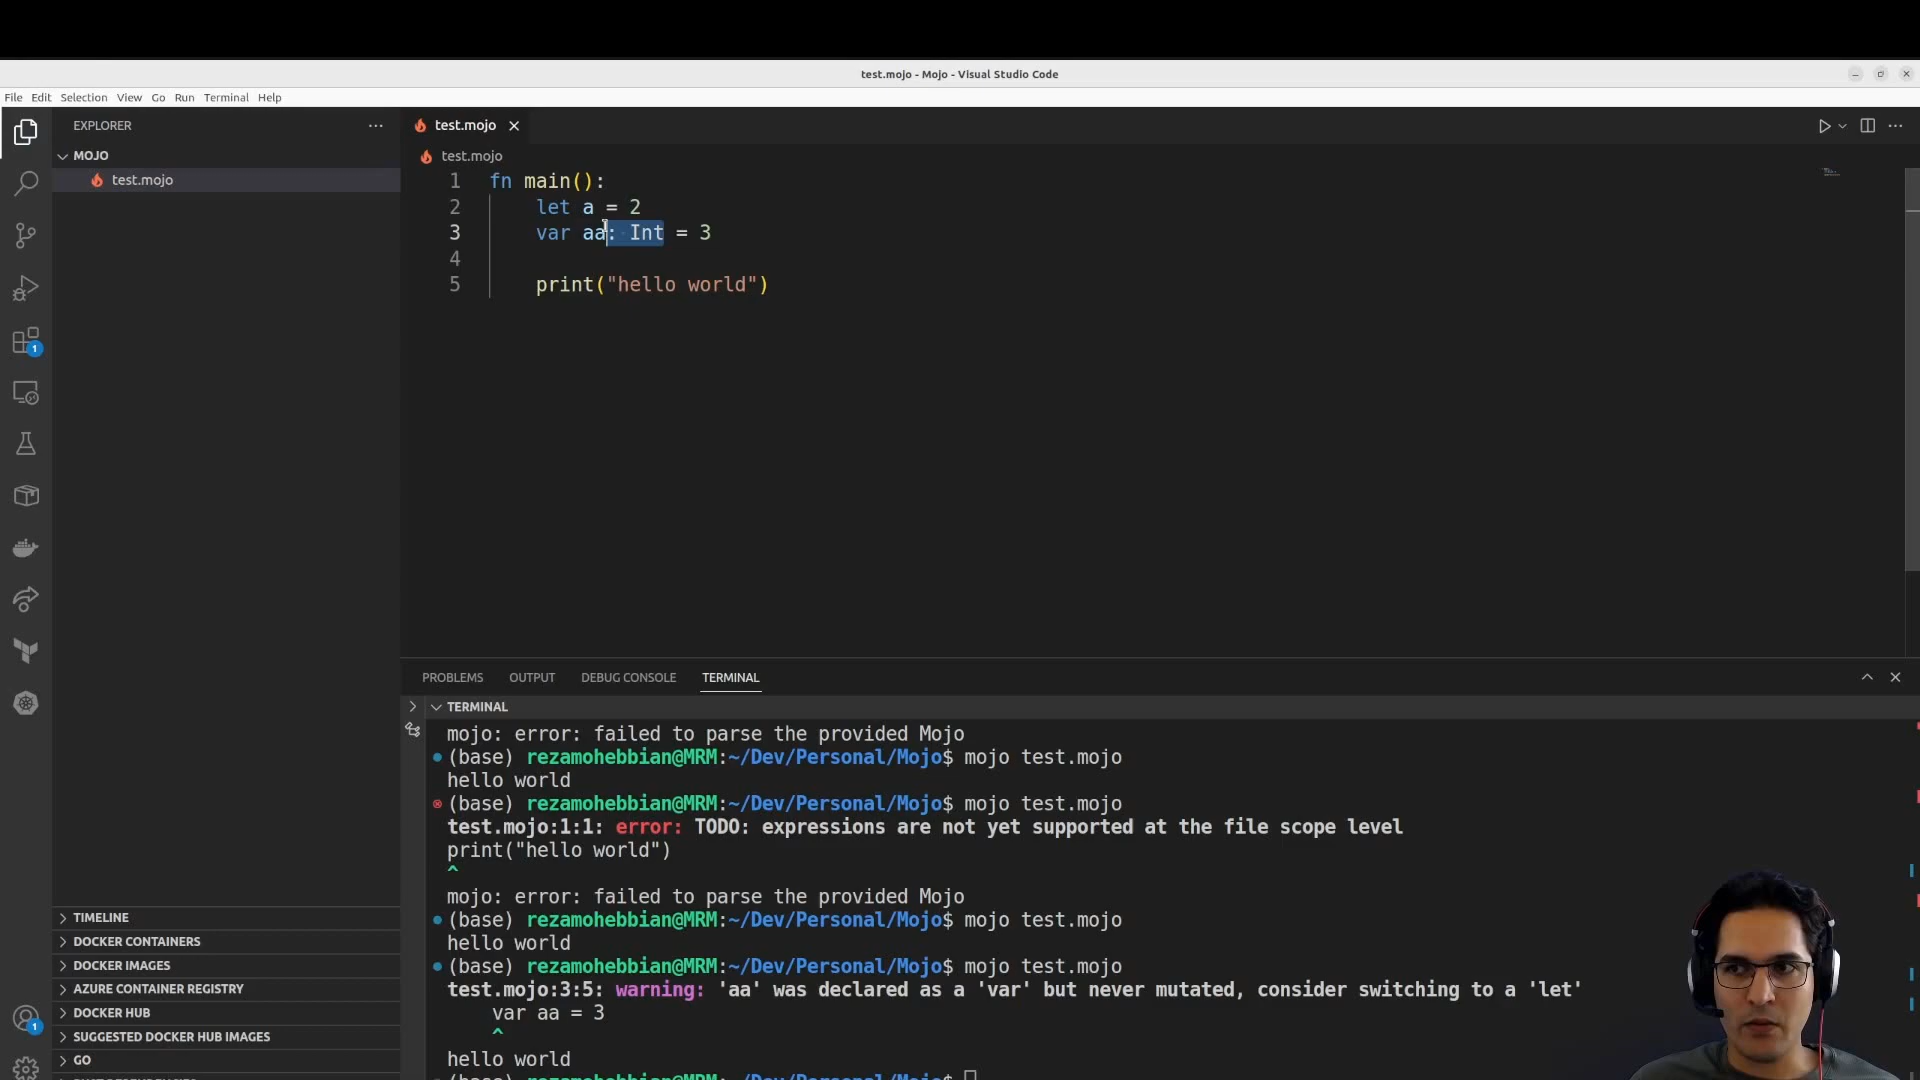 test.mojo - Mojo - Visual Studio Code
File Edit Selection View Go Run Terminal Help
EXPLORER
MOJO
test.mojo
TIMELINE
DOCKER CONTAINERS
DOCKER IMAGES
AZURE CONTAINER REGISTRY
DOCKER HUB
SUGGESTED DOCKER HUB IMAGES
GO
1
1
test.mojo
test.mojo
1 fn main():
2 let a = 2
3 var aa: Int = 3
4
5 print("hello world")
PROBLEMS OUTPUT DEBUG CONSOLE TERMINAL
TERMINAL
mojo: error: failed to parse the provided Mojo
(base) rezamohebbian@MRM:~/Dev/Personal/Mojo$ mojo test.mojo
hello world
(base) rezamohebbian@MRM:~/Dev/Personal/Mojo$ mojo test.mojo
test.mojo:1:1: error: TODO: expressions are not yet supported at the file scope level
print("hello world")
^
mojo: error: failed to parse the provided Mojo
(base) rezamohebbian@MRM:~/Dev/Personal/Mojo$ mojo test.mojo
hello world
(base) rezamohebbian@MRM:~/Dev/Personal/Mojo$ mojo test.mojo
test.mojo:3:5: warning: 'aa' was declared as a 'var' but never mutated, consider switching to a 'let'
var aa = 3
^
hello world